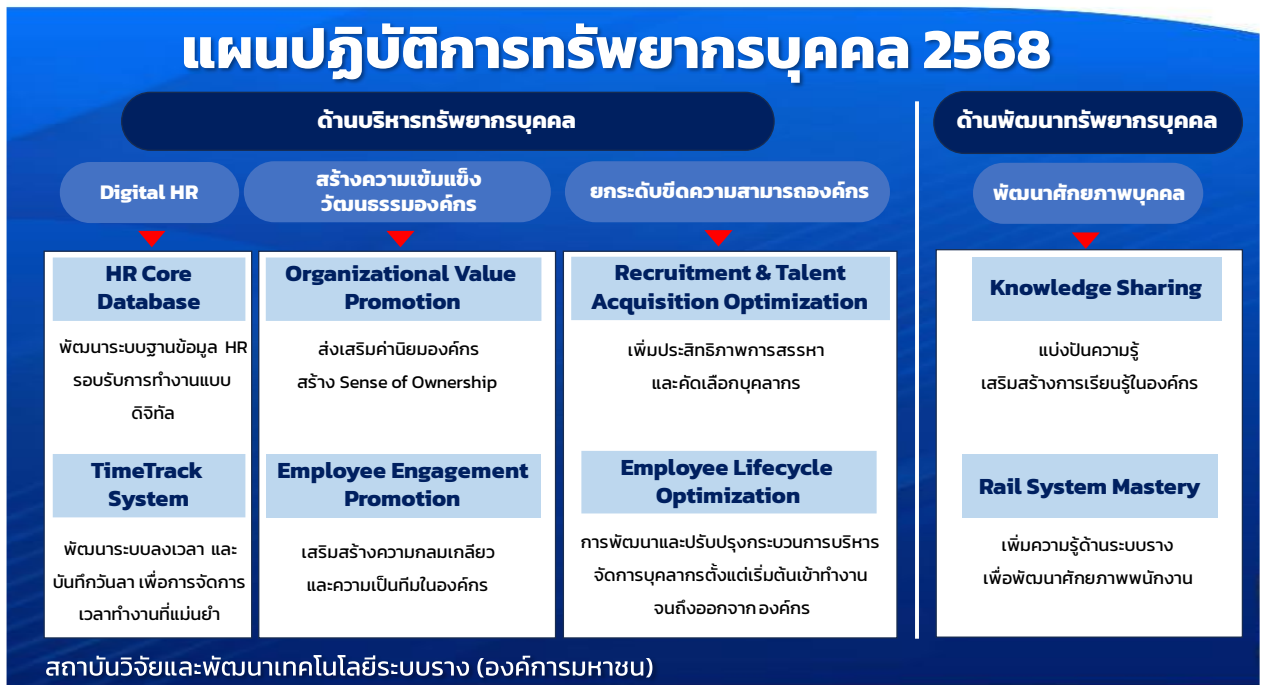 แผนปฏิบัติการทรัพยากรบุคคล 2568
ด้านบริหารทรัพยากรบุคคล
Digital HR
HR Core
Database
พัฒนาระบบฐานข้อมูล HR
รอบรับการทำงานแบบ
ดิจิทัล
TimeTrack
System
พัฒนาระบบลงเวลา และ
บันทึกวันลา เพื่อการจัดการ
เวลาทำงานที่แม่นยำ
สร้างความเข้มแข็ง
วัฒนธรรมองค์กร
Organizational Value
Promotion
ส่งเสริมค่านิยมองค์กร
สร้าง Sense of Ownership
Employee Engagement
Promotion
เสริมสร้างความกลมเกลียว
และความเป็นทีมในองค์กร
ยกระดับขีดความสามารถองค์กร
Recruitment & Talent
Acquisition Optimization
เพิ่มประสิทธิภาพการสรรหา
และคัดเลือกบุคลากร
Employee Lifecycle
Optimization
การพัฒนาและปรับปรุงกระบวนการบริหาร
จัดการบุคลากรตั้งแต่เริ่มต้นเข้าทำงาน
จนถึงออกจากองค์กร
ด้านพัฒนาทรัพยากรบุคคล
พัฒนาศักยภาพบุคคล
Knowledge Sharing
แบ่งปันความรู้
เสริมสร้างการเรียนรู้ในองค์กร
Rail System Mastery
เพิ่มความรู้ด้านระบบราง
เพื่อพัฒนาศักยภาพพนักงาน
สถาบันวิจัยและพัฒนาเทคโนโลยีระบบราง (องค์การมหาชน)